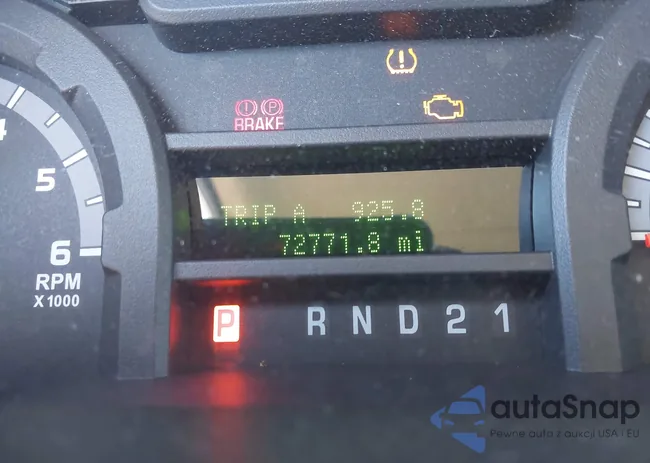 4
5
6
RPM
X 1000
! P
BRAKE
!
TRIP A 925.8
72771.8 mi
P R N D 2 1
autaSnap
Pewne auta z aukcji USA i EU